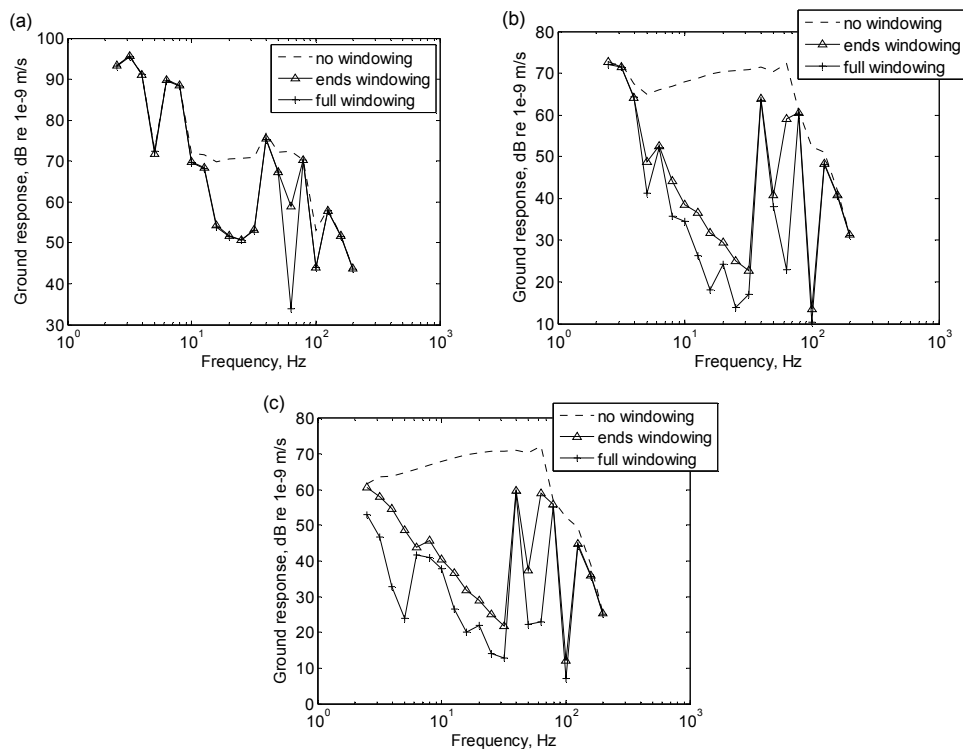 (a)
Ground response, dB re 1e-9 m/s
100
90
80
70
60
50
40
30
10^0
10^1
10^2
10^3
Frequency, Hz
no windowing
ends windowing
full windowing
(b)
Ground response, dB re 1e-9 m/s
80
70
60
50
40
30
20
10
10^0
10^1
10^2
10^3
Frequency, Hz
no windowing
ends windowing
full windowing
(c)
Ground response, dB re 1e-9 m/s
80
70
60
50
40
30
20
10
0
10^0
10^1
10^2
10^3
Frequency, Hz
no windowing
ends windowing
full windowing